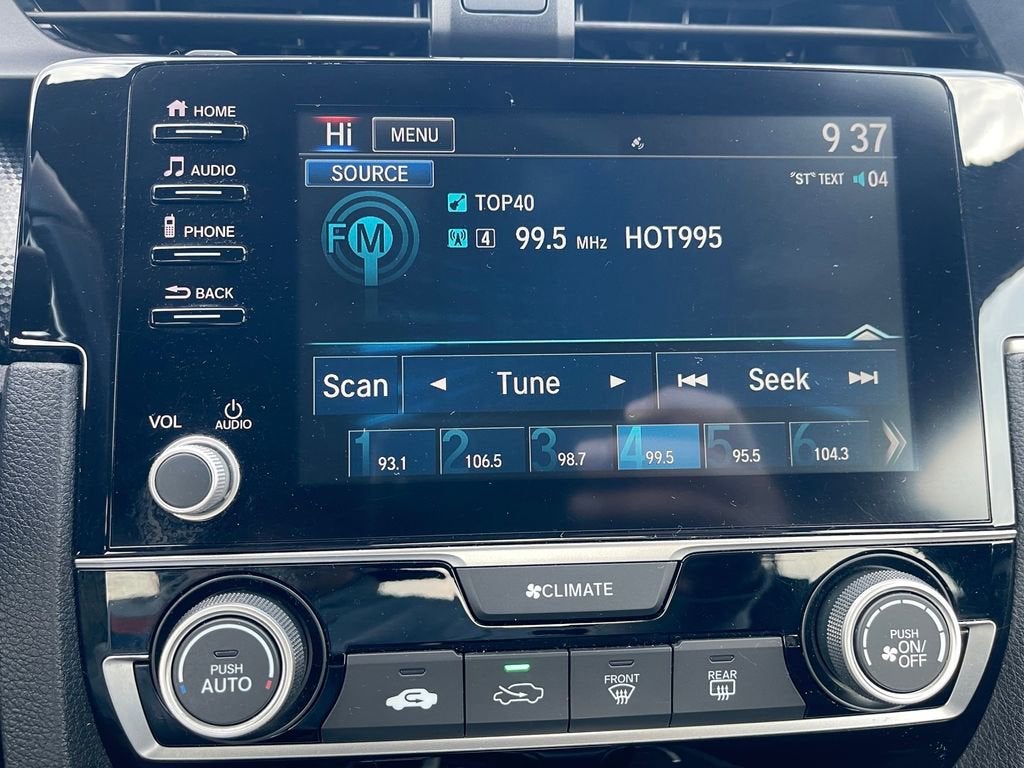 HOME
AUDIO
PHONE
BACK
VOL
AUDIO
Hi MENU 9 37
SOURCE "ST" TEXT 04
FM
TOP40
4 99.5 MHz HOT995
Scan Tune Seek
1 93.1 2 106.5 3 98.7 4 99.5 5 95.5 6 104.3
CLIMATE
PUSH
AUTO
FRONT
REAR
PUSH
ON/
OFF